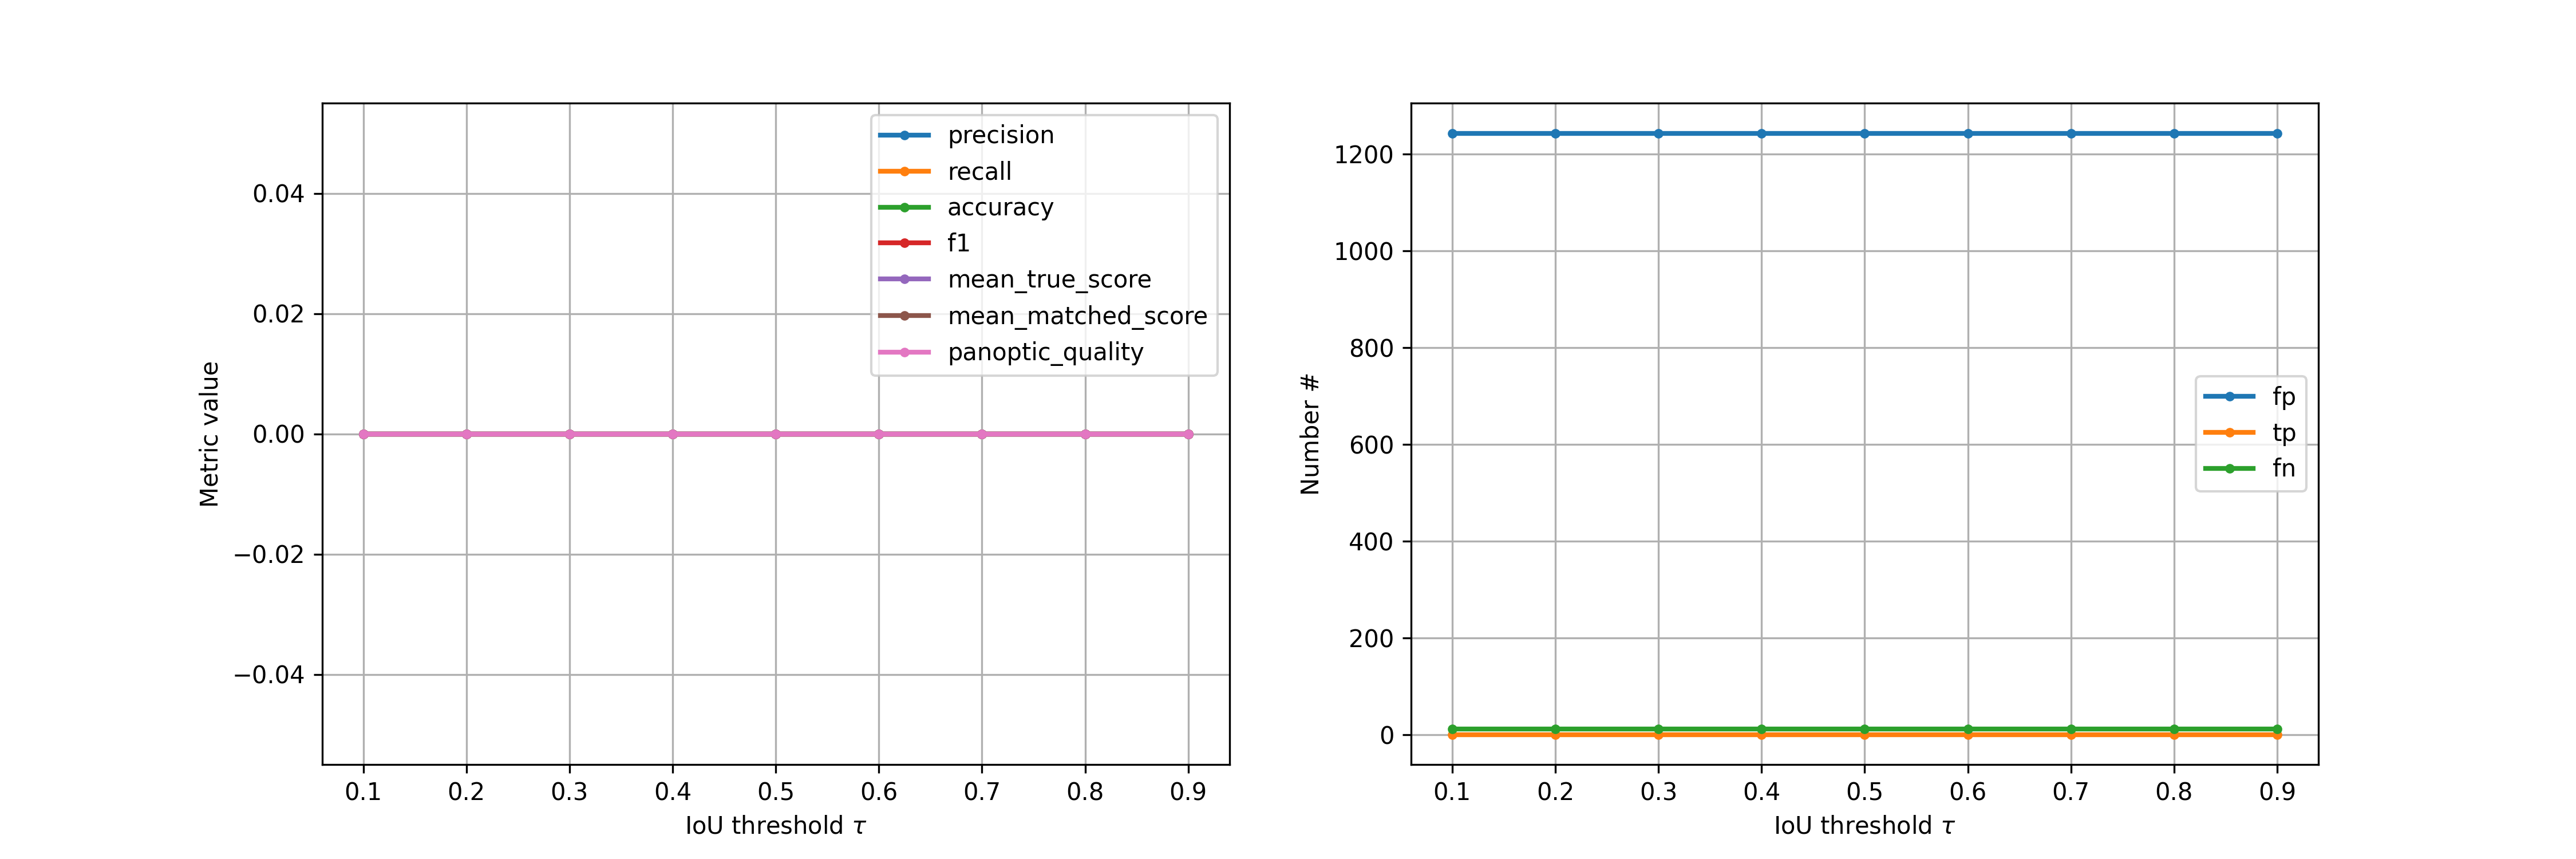 precision
recall
accuracy
f1
mean_true_score
mean_matched_score
panoptic_quality
0.04
0.02
0.00
−0.02
−0.04
Metric value
0.1 0.2 0.3 0.4 0.5 0.6 0.7 0.8 0.9
IoU threshold τ
1200
1000
800
600
400
200
0
Number #
fp
tp
fn
0.1 0.2 0.3 0.4 0.5 0.6 0.7 0.8 0.9
IoU threshold τ